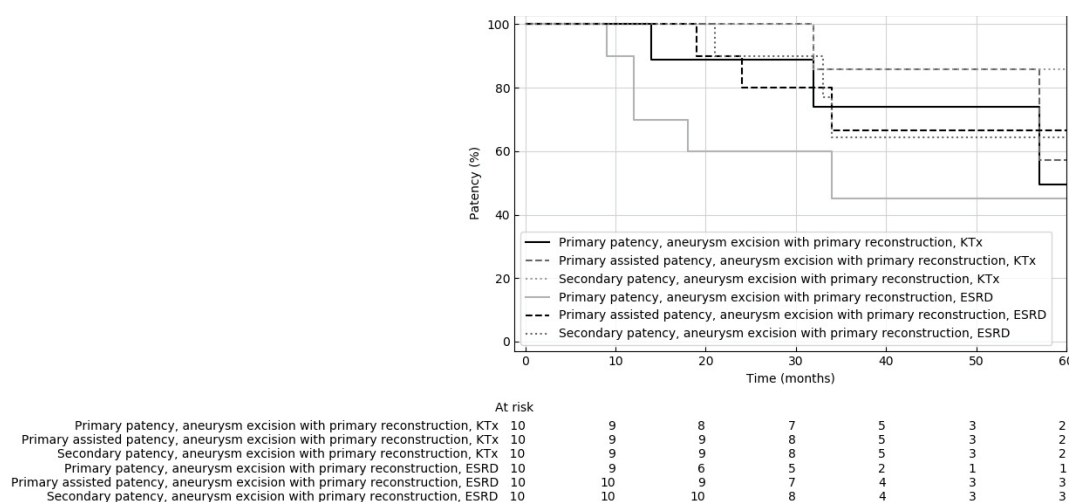 100
80
60
40
20
0
Patency (%)
Primary patency, aneurysm excision with primary reconstruction, KTx
Primary assisted patency, aneurysm excision with primary reconstruction, KTx
Secondary patency, aneurysm excision with primary reconstruction, KTx
Primary patency, aneurysm excision with primary reconstruction, ESRD
Primary assisted patency, aneurysm excision with primary reconstruction, ESRD
Secondary patency, aneurysm excision with primary reconstruction, ESRD
0 10 20 30 40 50 60
Time (months)
At risk
Primary patency, aneurysm excision with primary reconstruction, KTx 10 9 8 7 5 3 2
Primary assisted patency, aneurysm excision with primary reconstruction, KTx 10 9 9 8 5 3 2
Secondary patency, aneurysm excision with primary reconstruction, KTx 10 9 9 8 5 3 2
Primary patency, aneurysm excision with primary reconstruction, ESRD 10 9 6 5 2 1 1
Primary assisted patency, aneurysm excision with primary reconstruction, ESRD 10 10 9 7 4 3 3
Secondary patency, aneurysm excision with primary reconstruction, ESRD 10 10 10 8 4 3 3